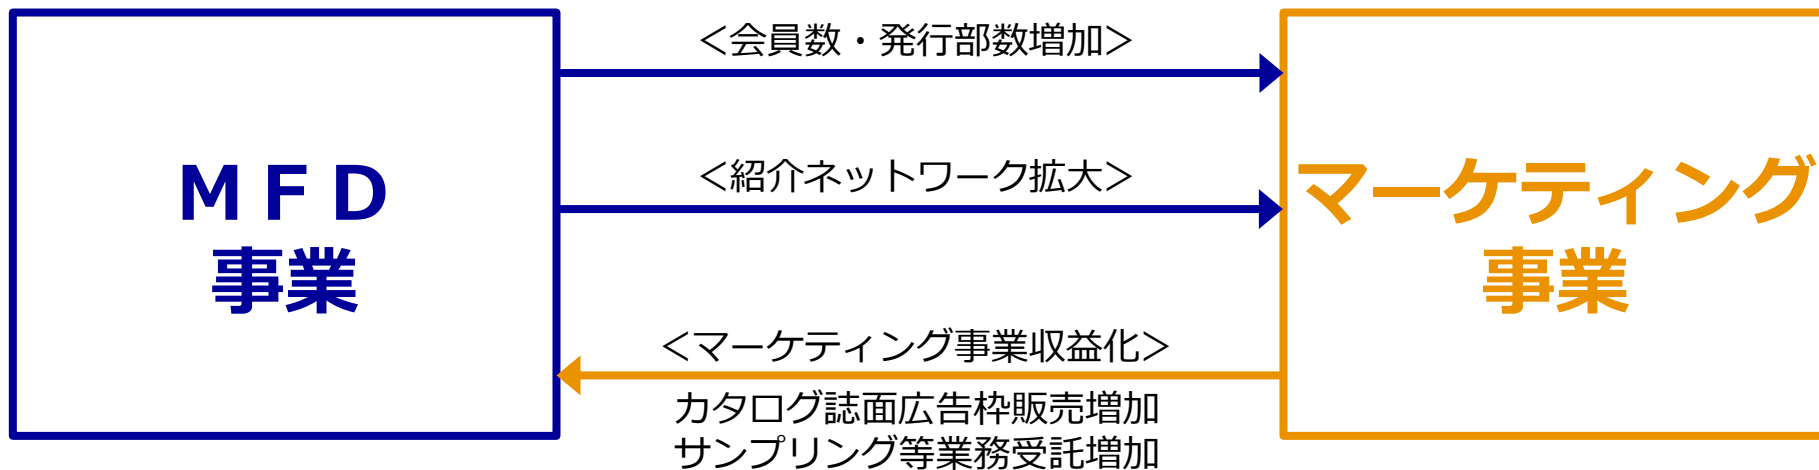 ＭＦＤ
事業
＜会員数・発行部数増加＞
＜紹介ネットワーク拡大＞
＜マーケティング事業収益化＞
カタログ誌面広告枠販売増加
サンプリング等業務受託増加
マーケティング
事業